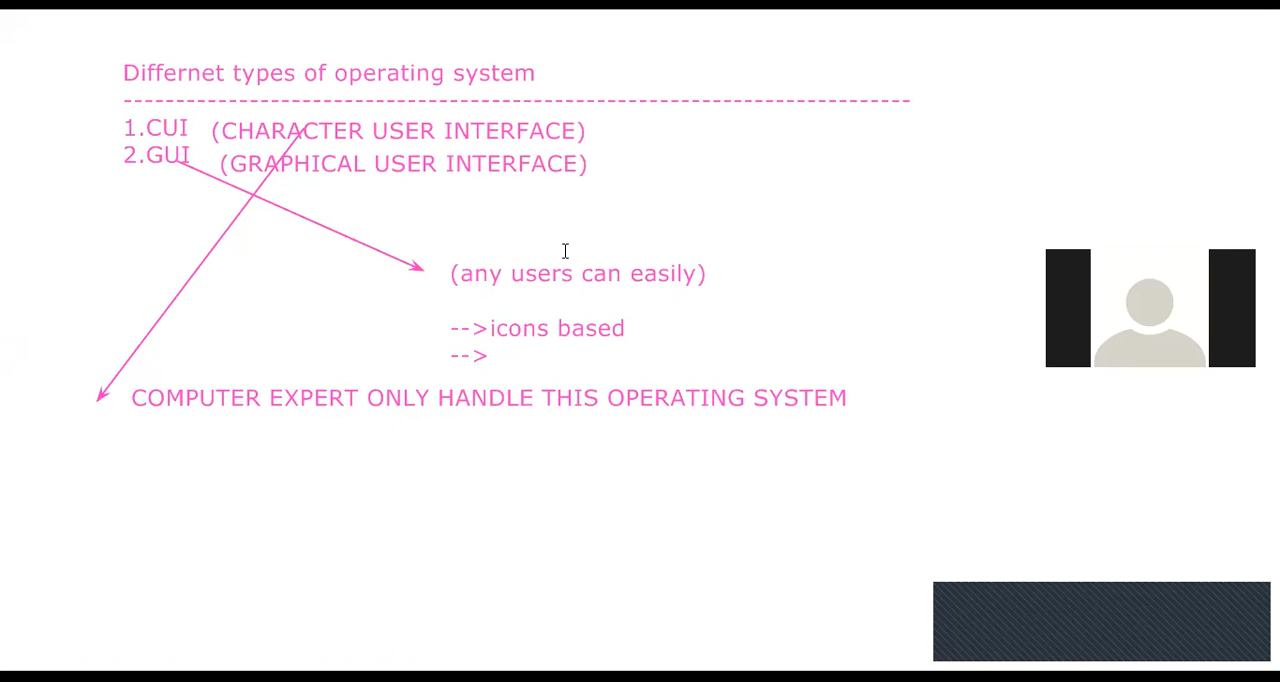 Differnet types of operating system
---------------------------------------------------------------------------
1.CUI (CHARACTER USER INTERFACE)
2.GUI (GRAPHICAL USER INTERFACE)
(any users can easily)
-->icons based
-->
COMPUTER EXPERT ONLY HANDLE THIS OPERATING SYSTEM